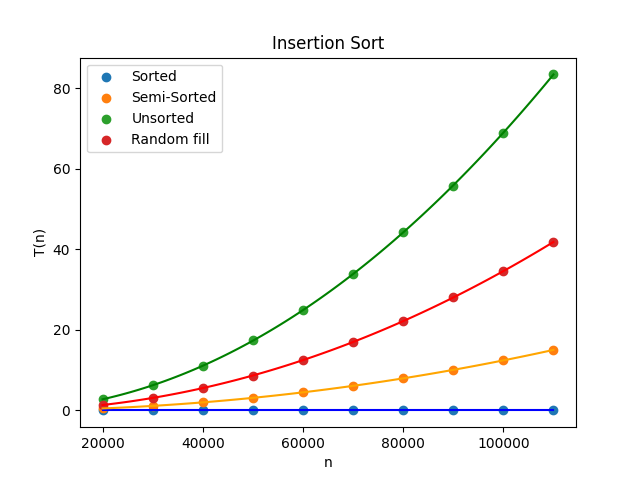 Insertion Sort
Sorted
Semi-Sorted
Unsorted
Random fill
T(n)
80
60
40
20
0
20000 40000 60000 80000 100000
n